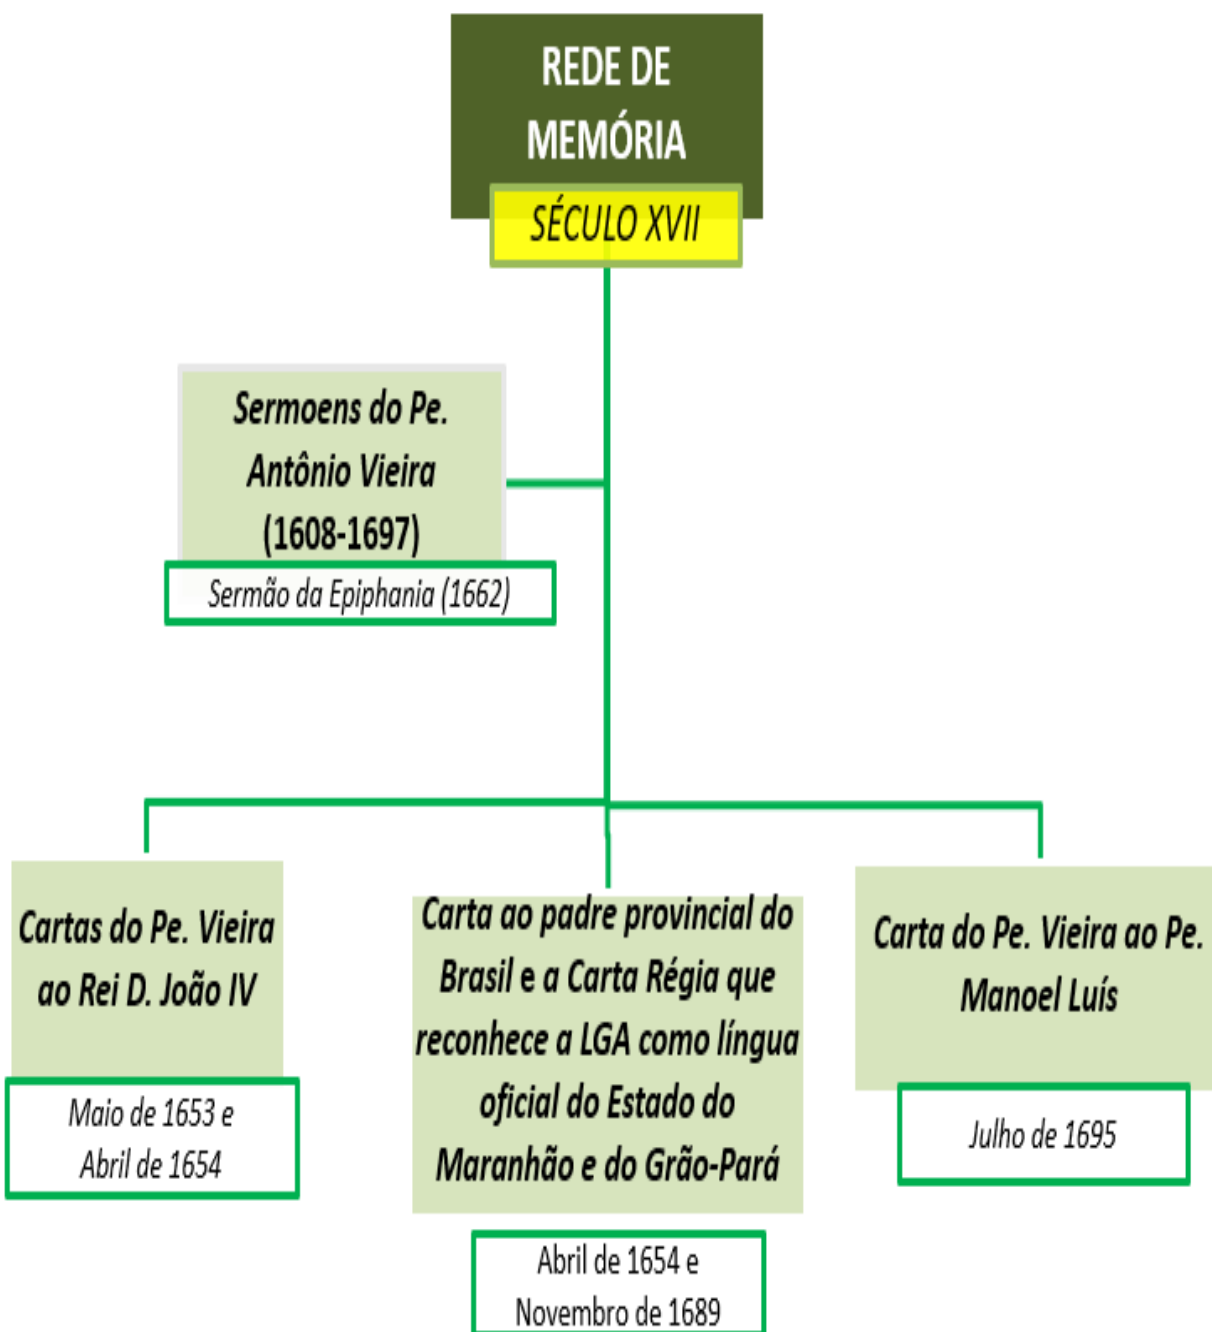 REDE DE
MEMÓRIA
SÉCULO XVII
Sermoens do Pe.
Antônio Vieira
(1608-1697)
Sermão da Epiphania (1662)
Cartas do Pe. Vieira
ao Rei D. João IV
Maio de 1653 e
Abril de 1654
Carta ao padre provincial do
Brasil e a Carta Régia que
reconhece a LGA como língua
oficial do Estado do
Maranhão e do Grão-Pará
Abril de 1654 e
Novembro de 1689
Carta do Pe. Vieira ao Pe.
Manoel Luís
Julho de 1695